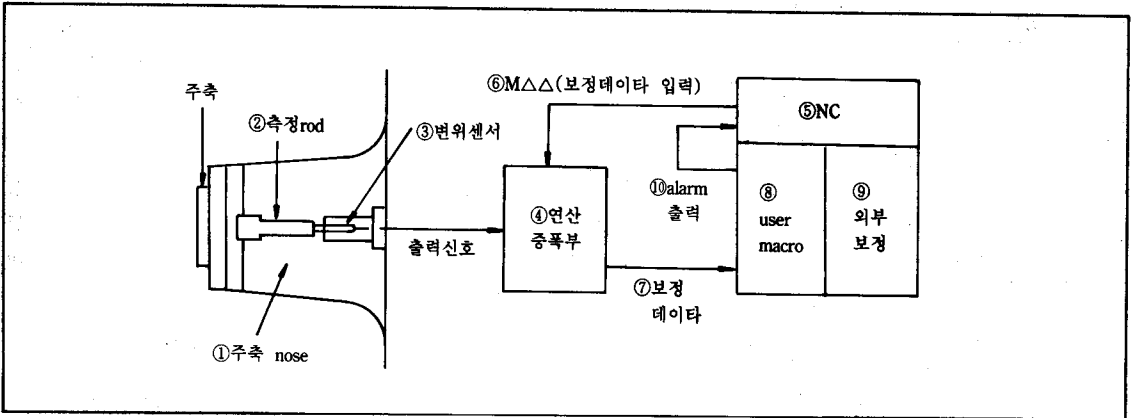 주축
②측정rod
③변위센서
출력신호
①주축 nose
⑥M△△(보정데이타 입력)
④연산
증폭부
⑦보정
데이타
⑤NC
⑩alarm
출력
⑧
user
macro
⑨
외부
보정